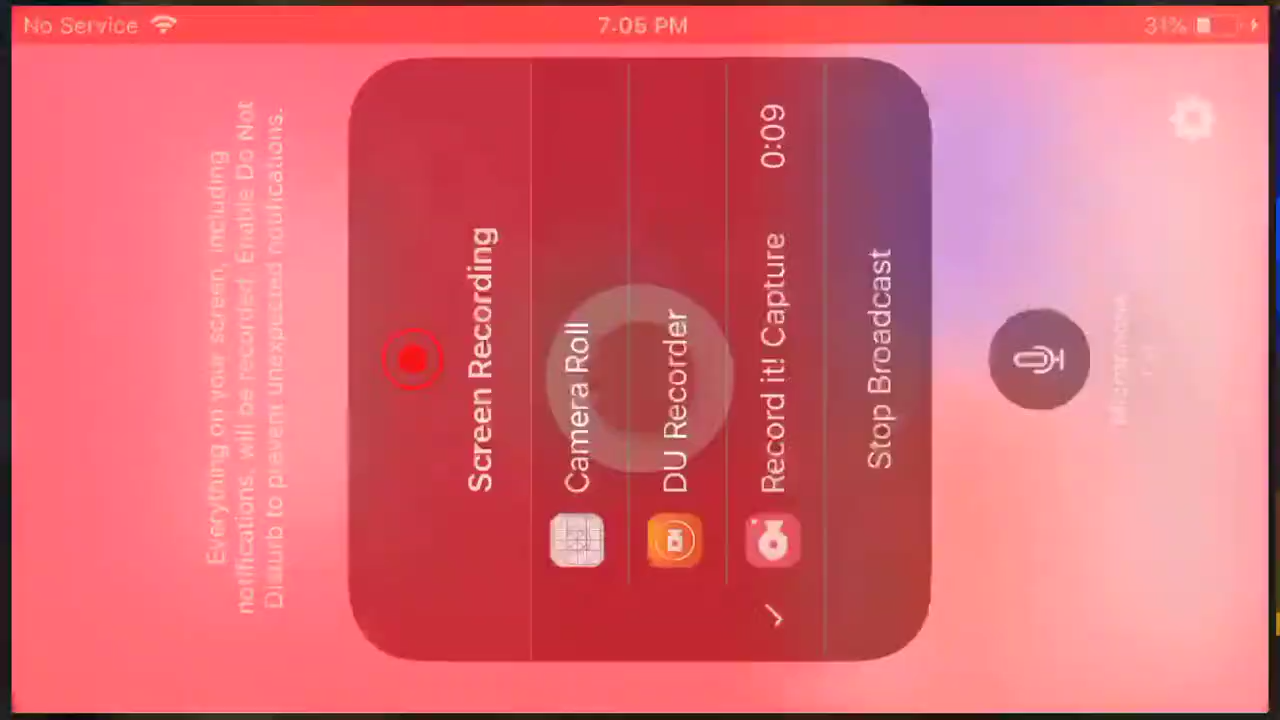 No Service
7:05 PM
31%
Everything on your screen, including
notifications, will be recorded. Enable Do Not
Disturb to prevent unexpected notifications.
Screen Recording
Camera Roll
DU Recorder
Record it! Capture 0:09
Stop Broadcast
Microphone